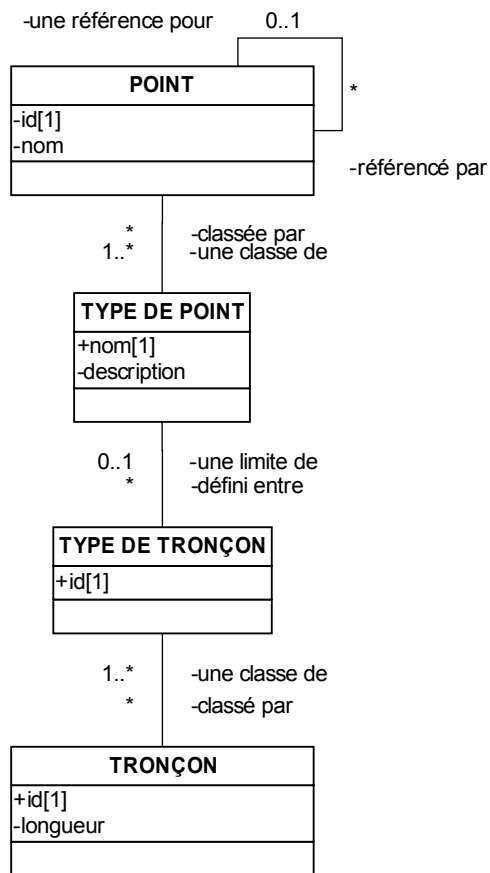 -une référence pour 0..1
POINT
-id[1]
*
-nom
-référencé par
* -classée par
1..* -une classe de
TYPE DE POINT
+nom[1]
-description
0..1 -une limite de
* -défini entre
TYPE DE TRONÇON
+id[1]
1..* -une classe de
* -classé par
TRONÇON
+id[1]
-longueur